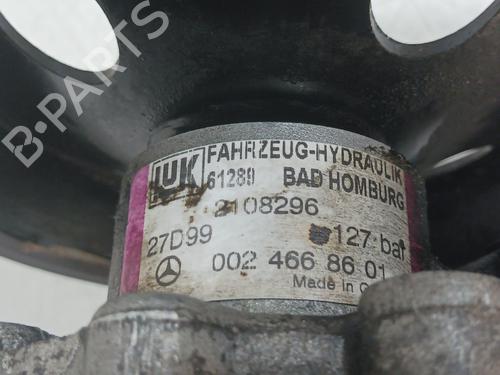 B-PARTS
LUK FAHRZEUG-HYDRAULIK
61289 BAD HOMBURG
2108296
27D99 127 bar
002 466 86 01
Made in G